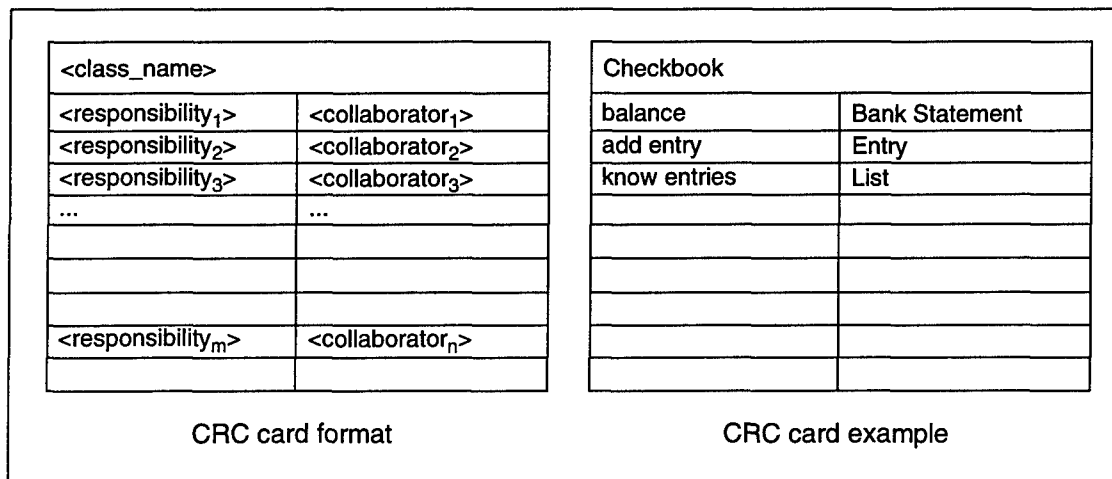 <class_name>
<responsibility₁> <collaborator₁>
<responsibility₂> <collaborator₂>
<responsibility₃> <collaborator₃>
... ...
<responsibilityₘ> <collaboratorₙ>
CRC card format
Checkbook
balance Bank Statement
add entry Entry
know entries List
CRC card example